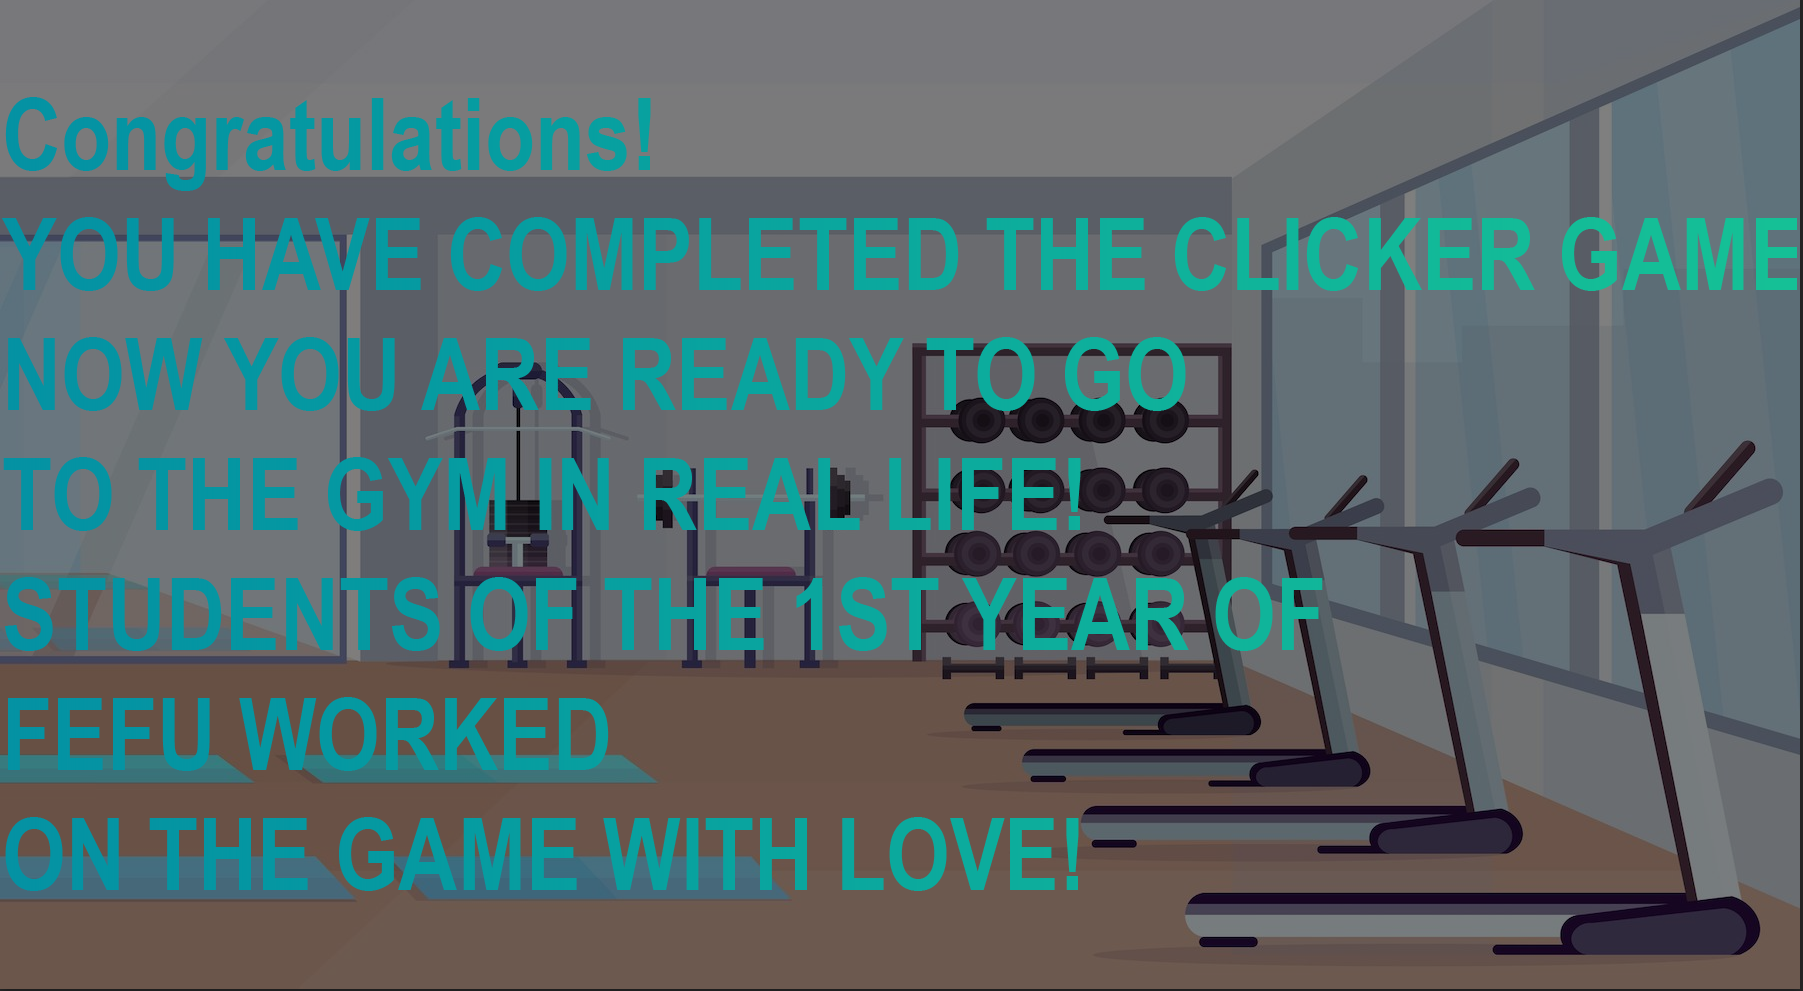 Congratulations!
YOU HAVE COMPLETED THE CLICKER GAME
NOW YOU ARE READY TO GO
TO THE GYM IN REAL LIFE!
STUDENTS OF THE 1ST YEAR OF
FEFU WORKED
ON THE GAME WITH LOVE!